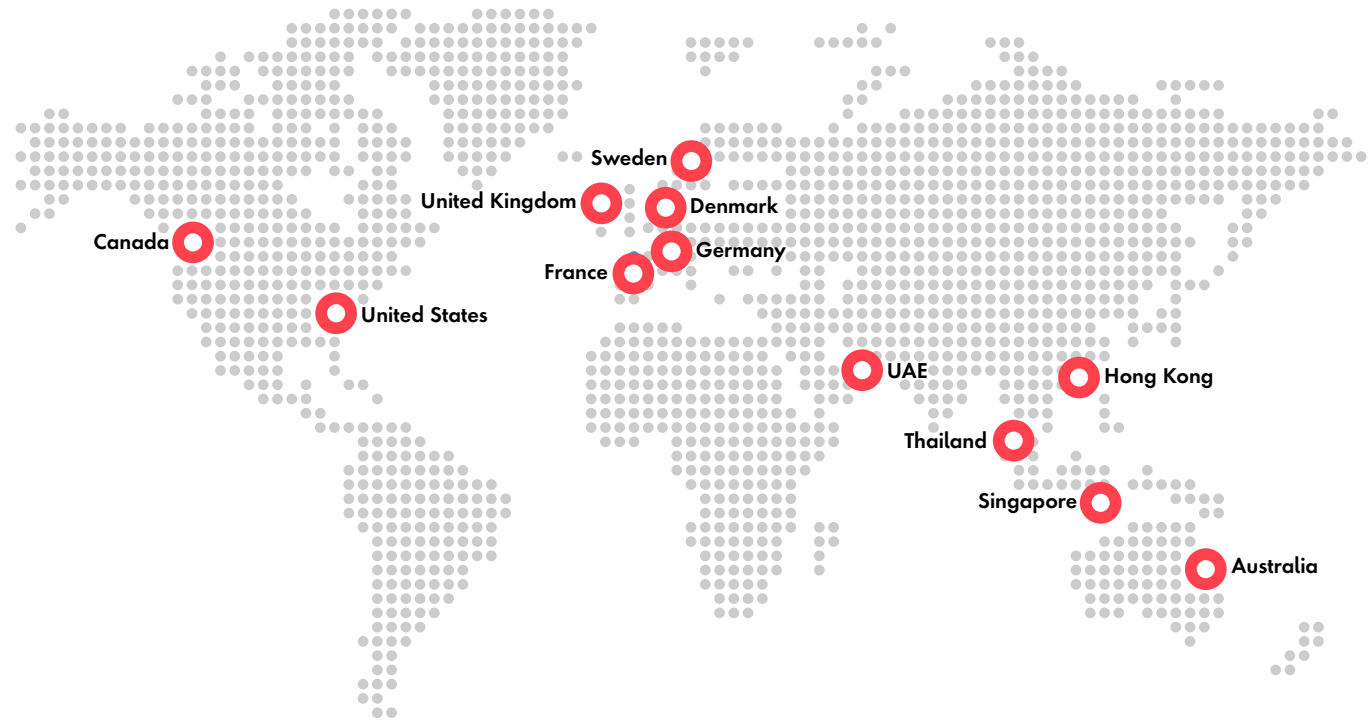 Sweden
United Kingdom
Denmark
Canada
Germany
France
United States
UAE
Hong Kong
Thailand
Singapore
Australia